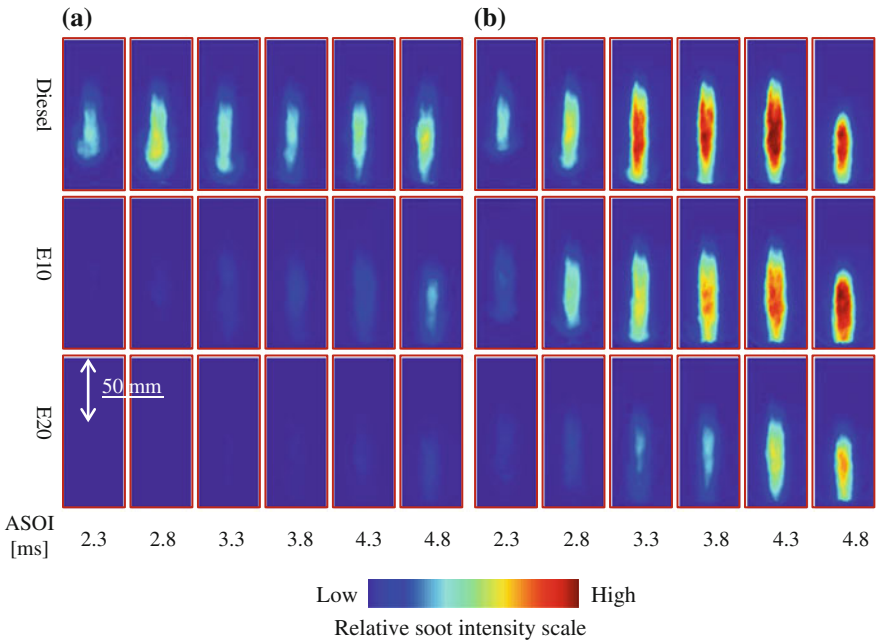 (a)
(b)
Diesel
E10
E20
50 mm
ASOI
[ms]
2.3 2.8 3.3 3.8 4.3 4.8 2.3 2.8 3.3 3.8 4.3 4.8
Low High
Relative soot intensity scale